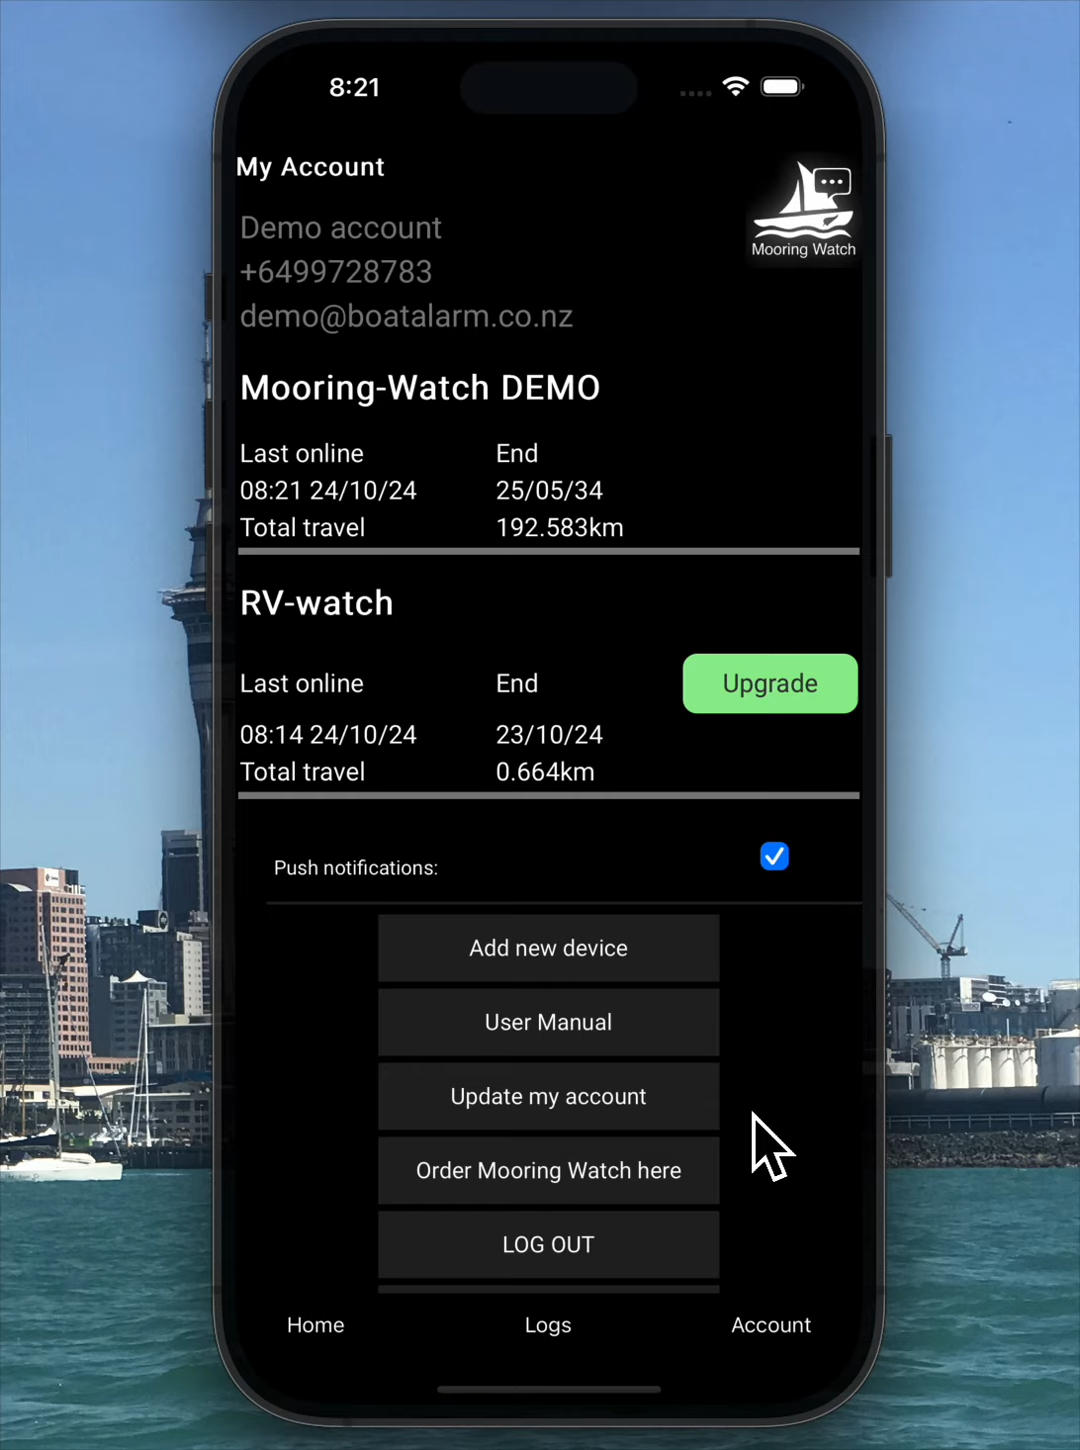 8:21
My Account
Mooring Watch
Demo account
+6499728783
demo@boatalarm.co.nz
Mooring-Watch DEMO
Last online End
08:21 24/10/24 25/05/34
Total travel 192.583km
RV-watch
Last online End Upgrade
08:14 24/10/24 23/10/24
Total travel 0.664km
Push notifications:
Add new device
User Manual
Update my account
Order Mooring Watch here
LOG OUT
Home Logs Account